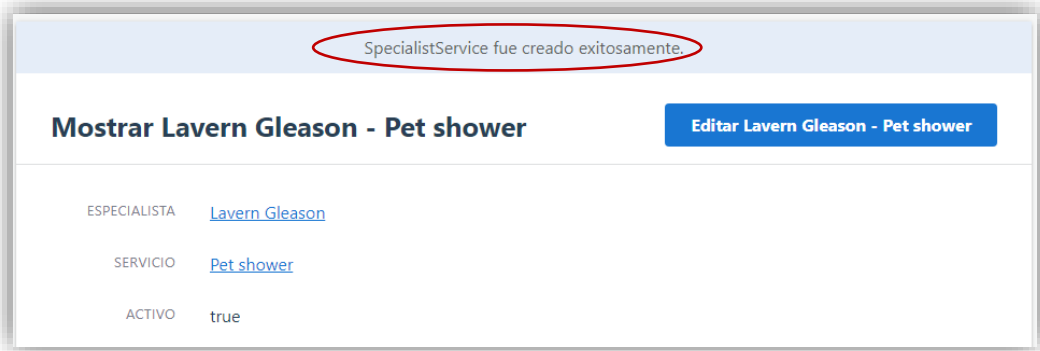 SpecialistService fue creado exitosamente.
Mostrar Lavern Gleason - Pet shower
Editar Lavern Gleason - Pet shower
ESPECIALISTA Lavern Gleason
SERVICIO Pet shower
ACTIVO true